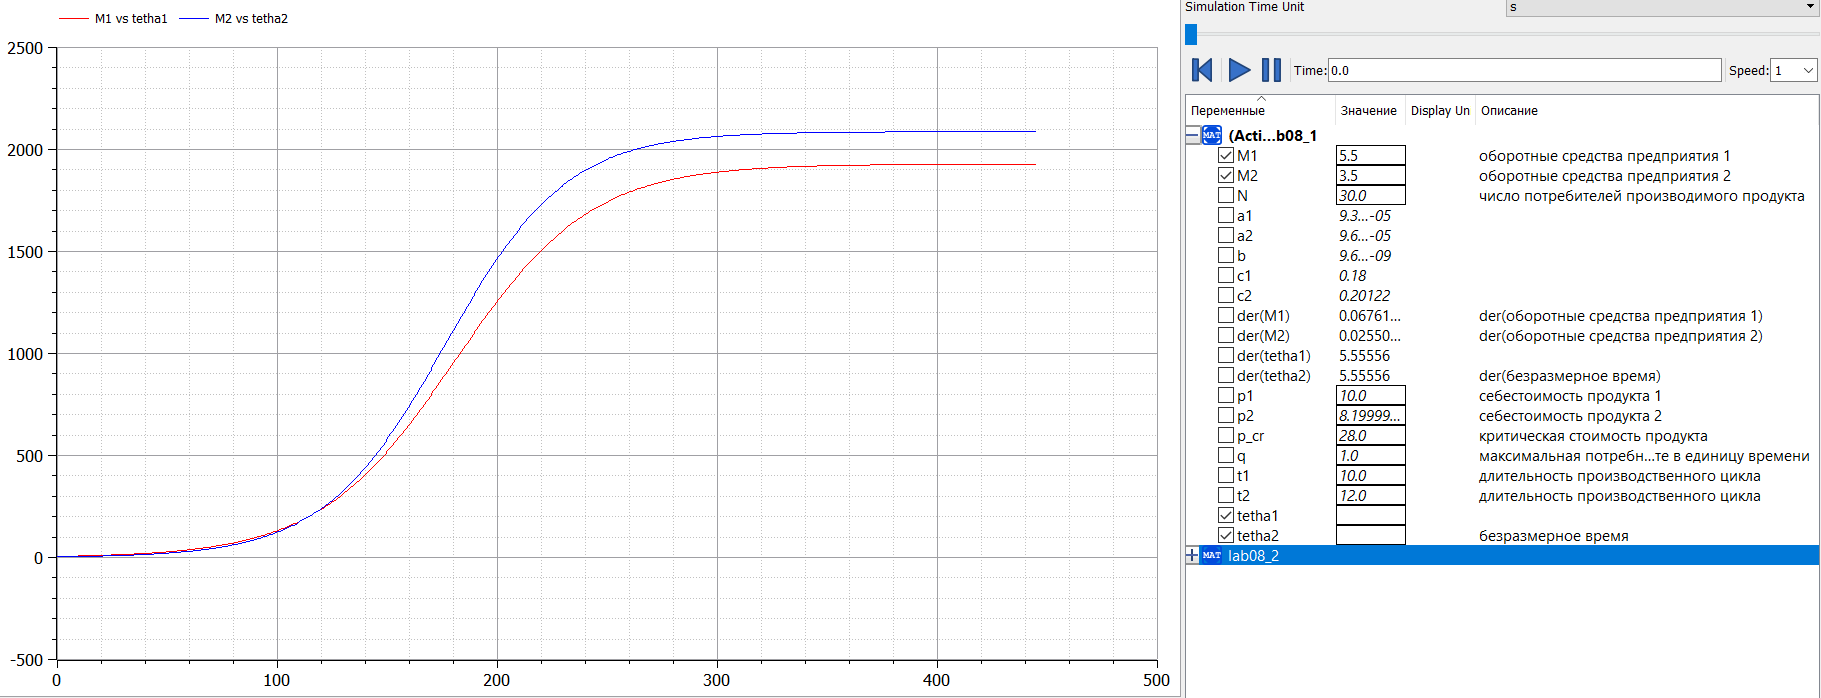 M1 vs tetha1 M2 vs tetha2
2500
2000
1500
1000
500
0
-500
0 100 200 300 400 500
Simulation Time Unit s
Time: 0.0 Speed: 1
Переменные Значение Display Un Описание
(Acti...b08_1
M1 5.5 оборотные средства предприятия 1
M2 3.5 оборотные средства предприятия 2
N 30.0 число потребителей производимого продукта
a1 9.3...-05
a2 9.6...-05
b 9.6...-09
c1 0.18
c2 0.20122
der(M1) 0.06761... der(оборотные средства предприятия 1)
der(M2) 0.02550... der(оборотные средства предприятия 2)
der(tetha1) 5.55556
der(tetha2) 5.55556 der(безразмерное время)
p1 10.0 себестоимость продукта 1
p2 8.19999... себестоимость продукта 2
p_cr 28.0 критическая стоимость продукта
q 1.0 максимальная потребн...те в единицу времени
t1 10.0 длительность производственного цикла
t2 12.0 длительность производственного цикла
tetha1
tetha2 безразмерное время
MAT lab08_2